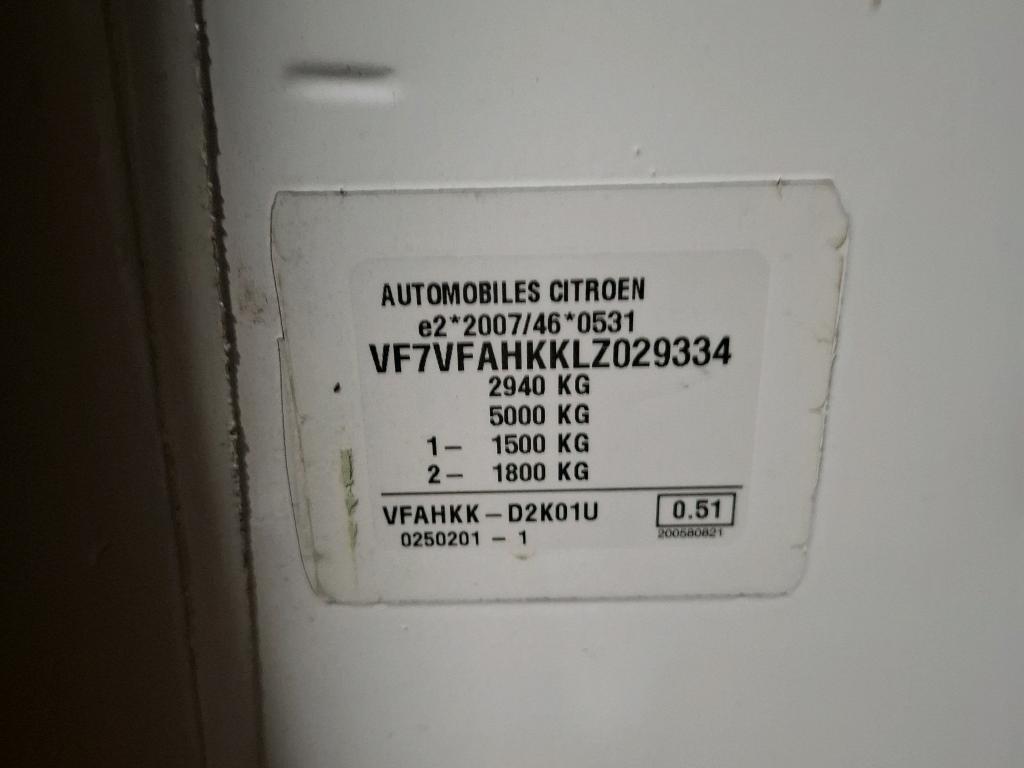 AUTOMOBILES CITROEN
e2*2007/46*0531
VF7VFAHKKLZ029334
2940 KG
5000 KG
1- 1500 KG
2- 1800 KG
VFAHKK-D2K01U 0.51
0250201 - 1 200580821